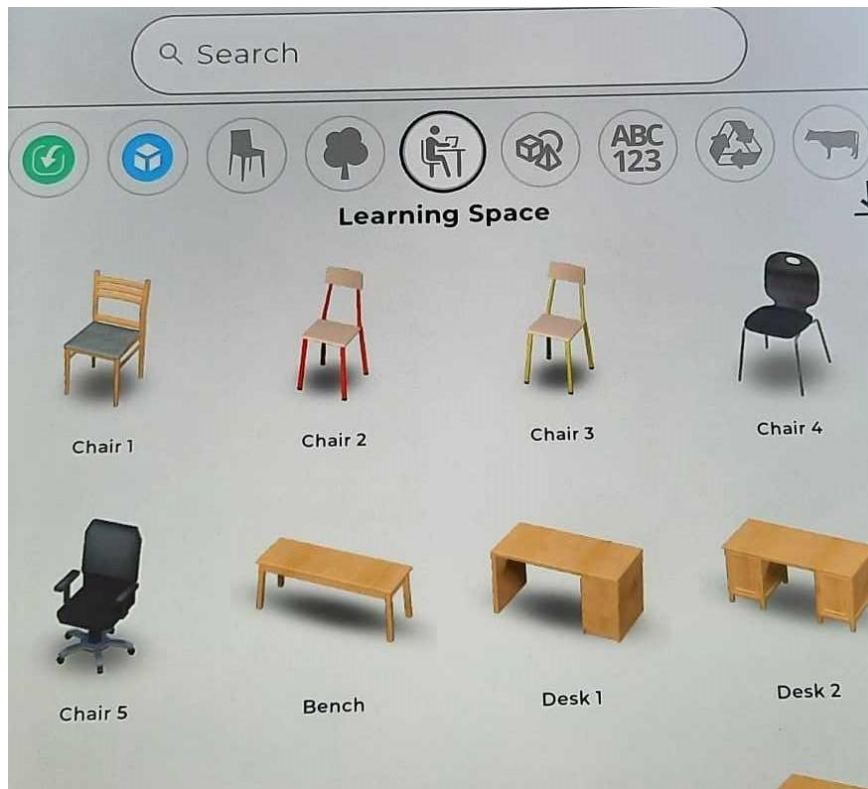 Search
ABC
123
Learning Space
Chair 1
Chair 2
Chair 3
Chair 4
Chair 5
Bench
Desk 1
Desk 2